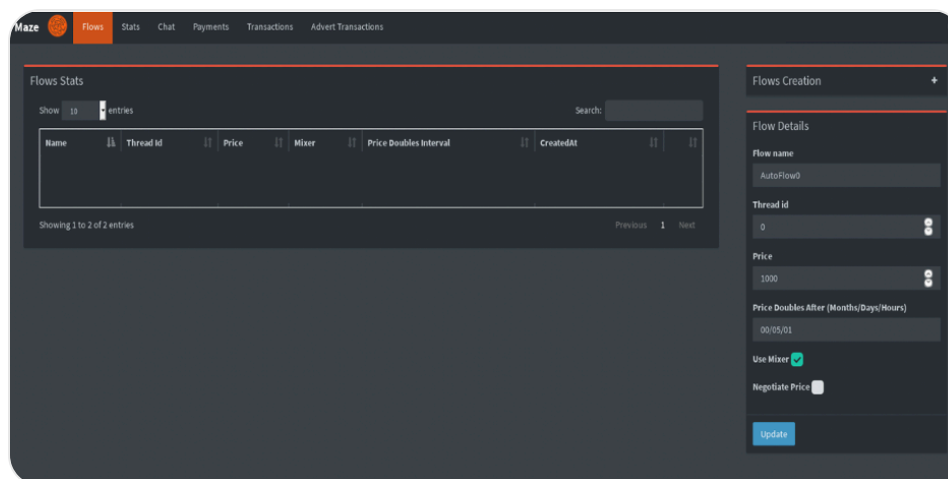 Maze Flows Stats Chat Payments Transactions Advert Transactions
Flows Stats
Show 10 entries Search:
Name Thread Id Price Mixer Price Doubles Interval CreatedAt
Showing 1 to 2 of 2 entries Previous 1 Next
Flows Creation +
Flow Details
Flow name
AutoFlow0
Thread id
0
Price
1000
Price Doubles After (Months/Days/Hours)
00/05/01
Use Mixer
Negotiate Price
Update